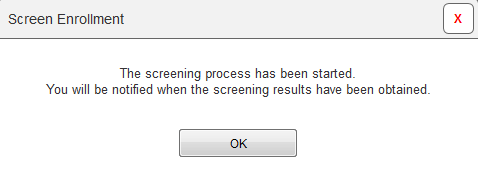 Screen Enrollment
X
The screening process has been started.
You will be notified when the screening results have been obtained.
OK